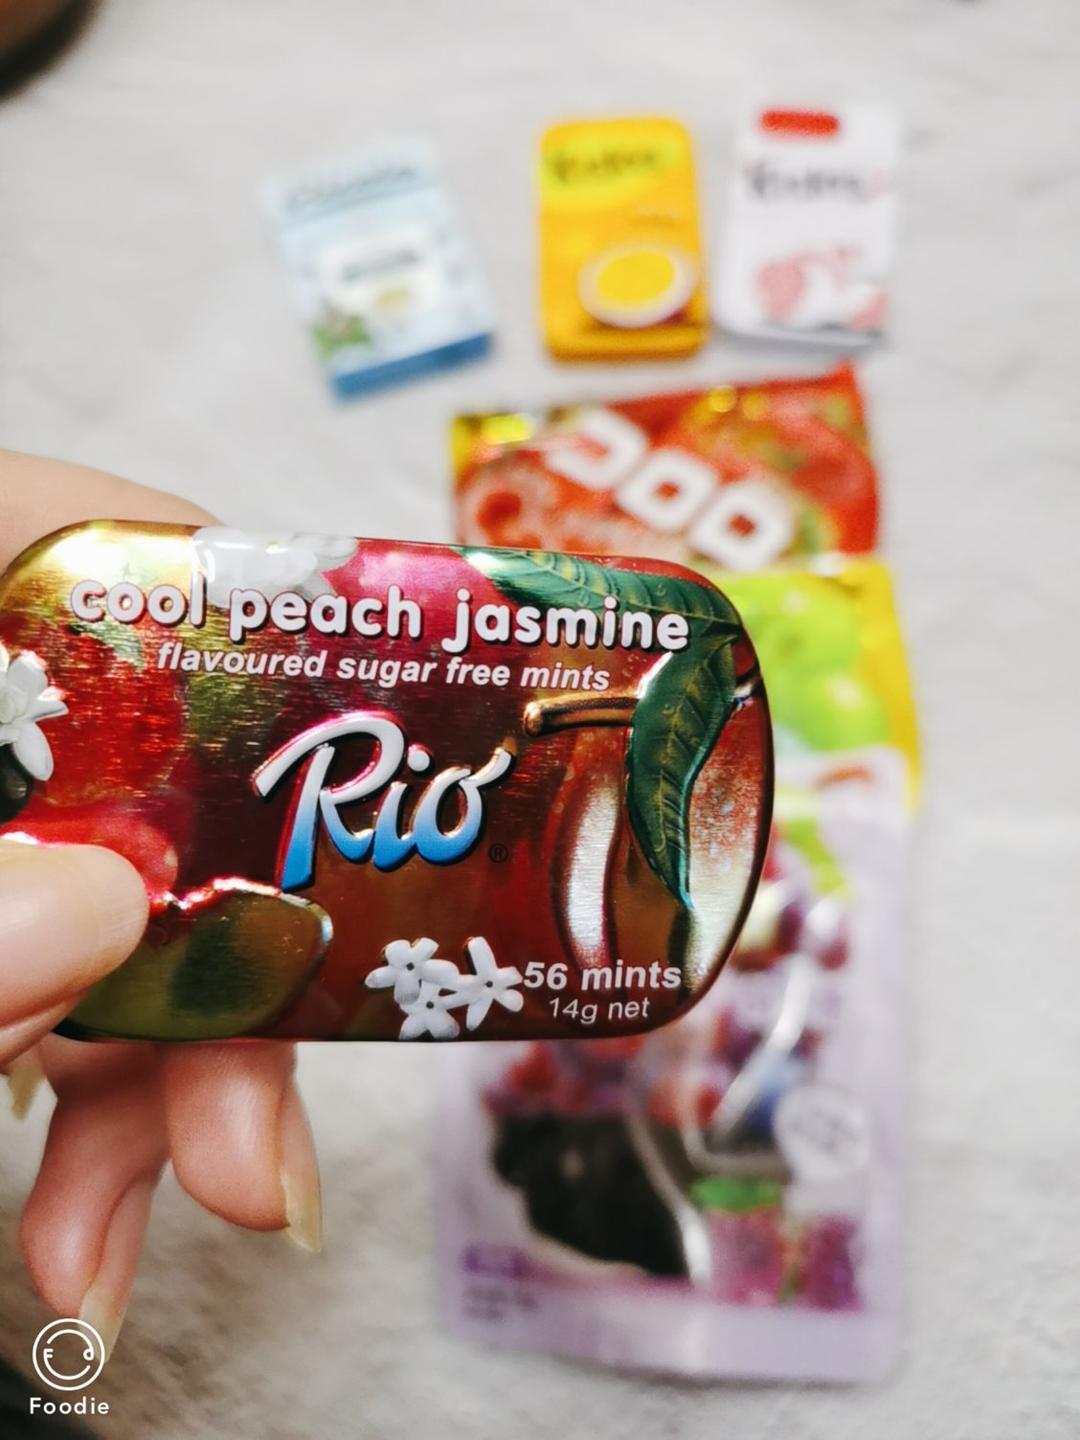 cool peach jasmine
flavoured sugar free mints
Rio
®
56 mints
14g net
Foodie